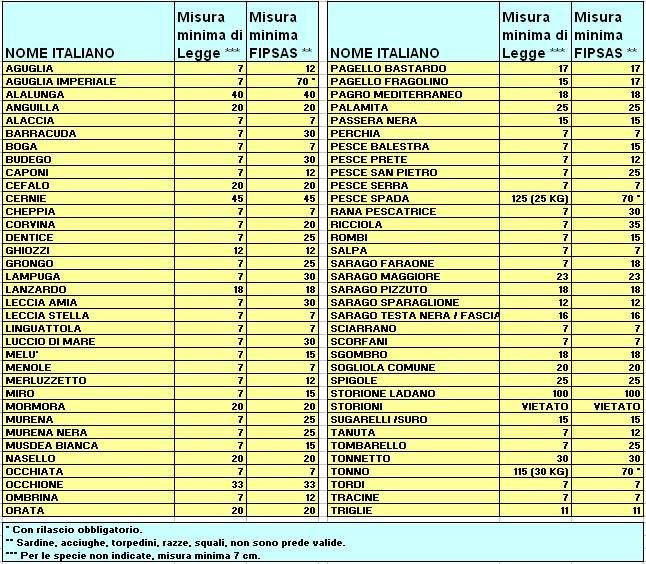 NOME ITALIANO Misura minima di Legge *** Misura minima FIPSAS **
AGUGLIA 7 12
AGUGLIA IMPERIALE 7 70 *
ALALUNGA 40 40
ANGUILLA 20 20
ALACCIA 7 7
BARRACUDA 7 30
BOGA 7 7
BUDEGO 7 30
CAPONI 7 12
CEFALO 20 20
CERNIE 45 45
CHEPPIA 7 7
CORVINA 7 20
DENTICE 7 25
GHIOZZI 12 12
GRONGO 7 25
LAMPUGA 7 30
LANZARDO 18 18
LECCIA AMIA 7 30
LECCIA STELLA 7 7
LINGUATTOLA 7 7
LUCCIO DI MARE 7 30
MELU' 7 15
MENOLE 7 7
MERLUZZETTO 7 12
MIRO 7 15
MORMORA 20 20
MURENA 7 25
MURENA NERA 7 25
MUSDEA BIANCA 7 15
NASELLO 20 20
OCCHIATA 7 7
OCCHIONE 33 33
OMBRINA 7 12
ORATA 20 20
NOME ITALIANO Misura minima di Legge *** Misura minima FIPSAS **
PAGELLO BASTARDO 17 17
PAGELLO FRAGOLINO 15 17
PAGRO MEDITERRANEO 18 18
PALAMITA 25 25
PASSERA NERA 15 15
PERCHIA 7 7
PESCE BALESTRA 7 15
PESCE PRETE 7 12
PESCE SAN PIETRO 7 25
PESCE SERRA 7 7
PESCE SPADA 125 (25 KG) 70 *
RANA PESCATRICE 7 30
RICCIOLA 7 35
ROMBI 7 15
SALPA 7 7
SARAGO FARAONE 7 18
SARAGO MAGGIORE 23 23
SARAGO PIZZUTO 18 18
SARAGO SPARAGLIONE 12 12
SARAGO TESTA NERA / FASCIA 16 16
SCIARRANO 7 7
SCORFANI 7 7
SGOMBRO 18 18
SOGLIOLA COMUNE 20 20
SPIGOLE 25 25
STORIONE LADANO 100 100
STORIONI VIETATO VIETATO
SUGARELLI /SURO 15 15
TANUTA 7 12
TOMBARELLO 7 25
TONNETTO 30 30
TONNO 115 (30 KG) 70 *
TORDI 7 7
TRACINE 7 7
TRIGLIE 11 11
* Con rilascio obbligatorio.
** Sardine, acciughe, torpedini, razze, squali, non sono prede valide.
*** Per le specie non indicate, misura minima 7 cm.